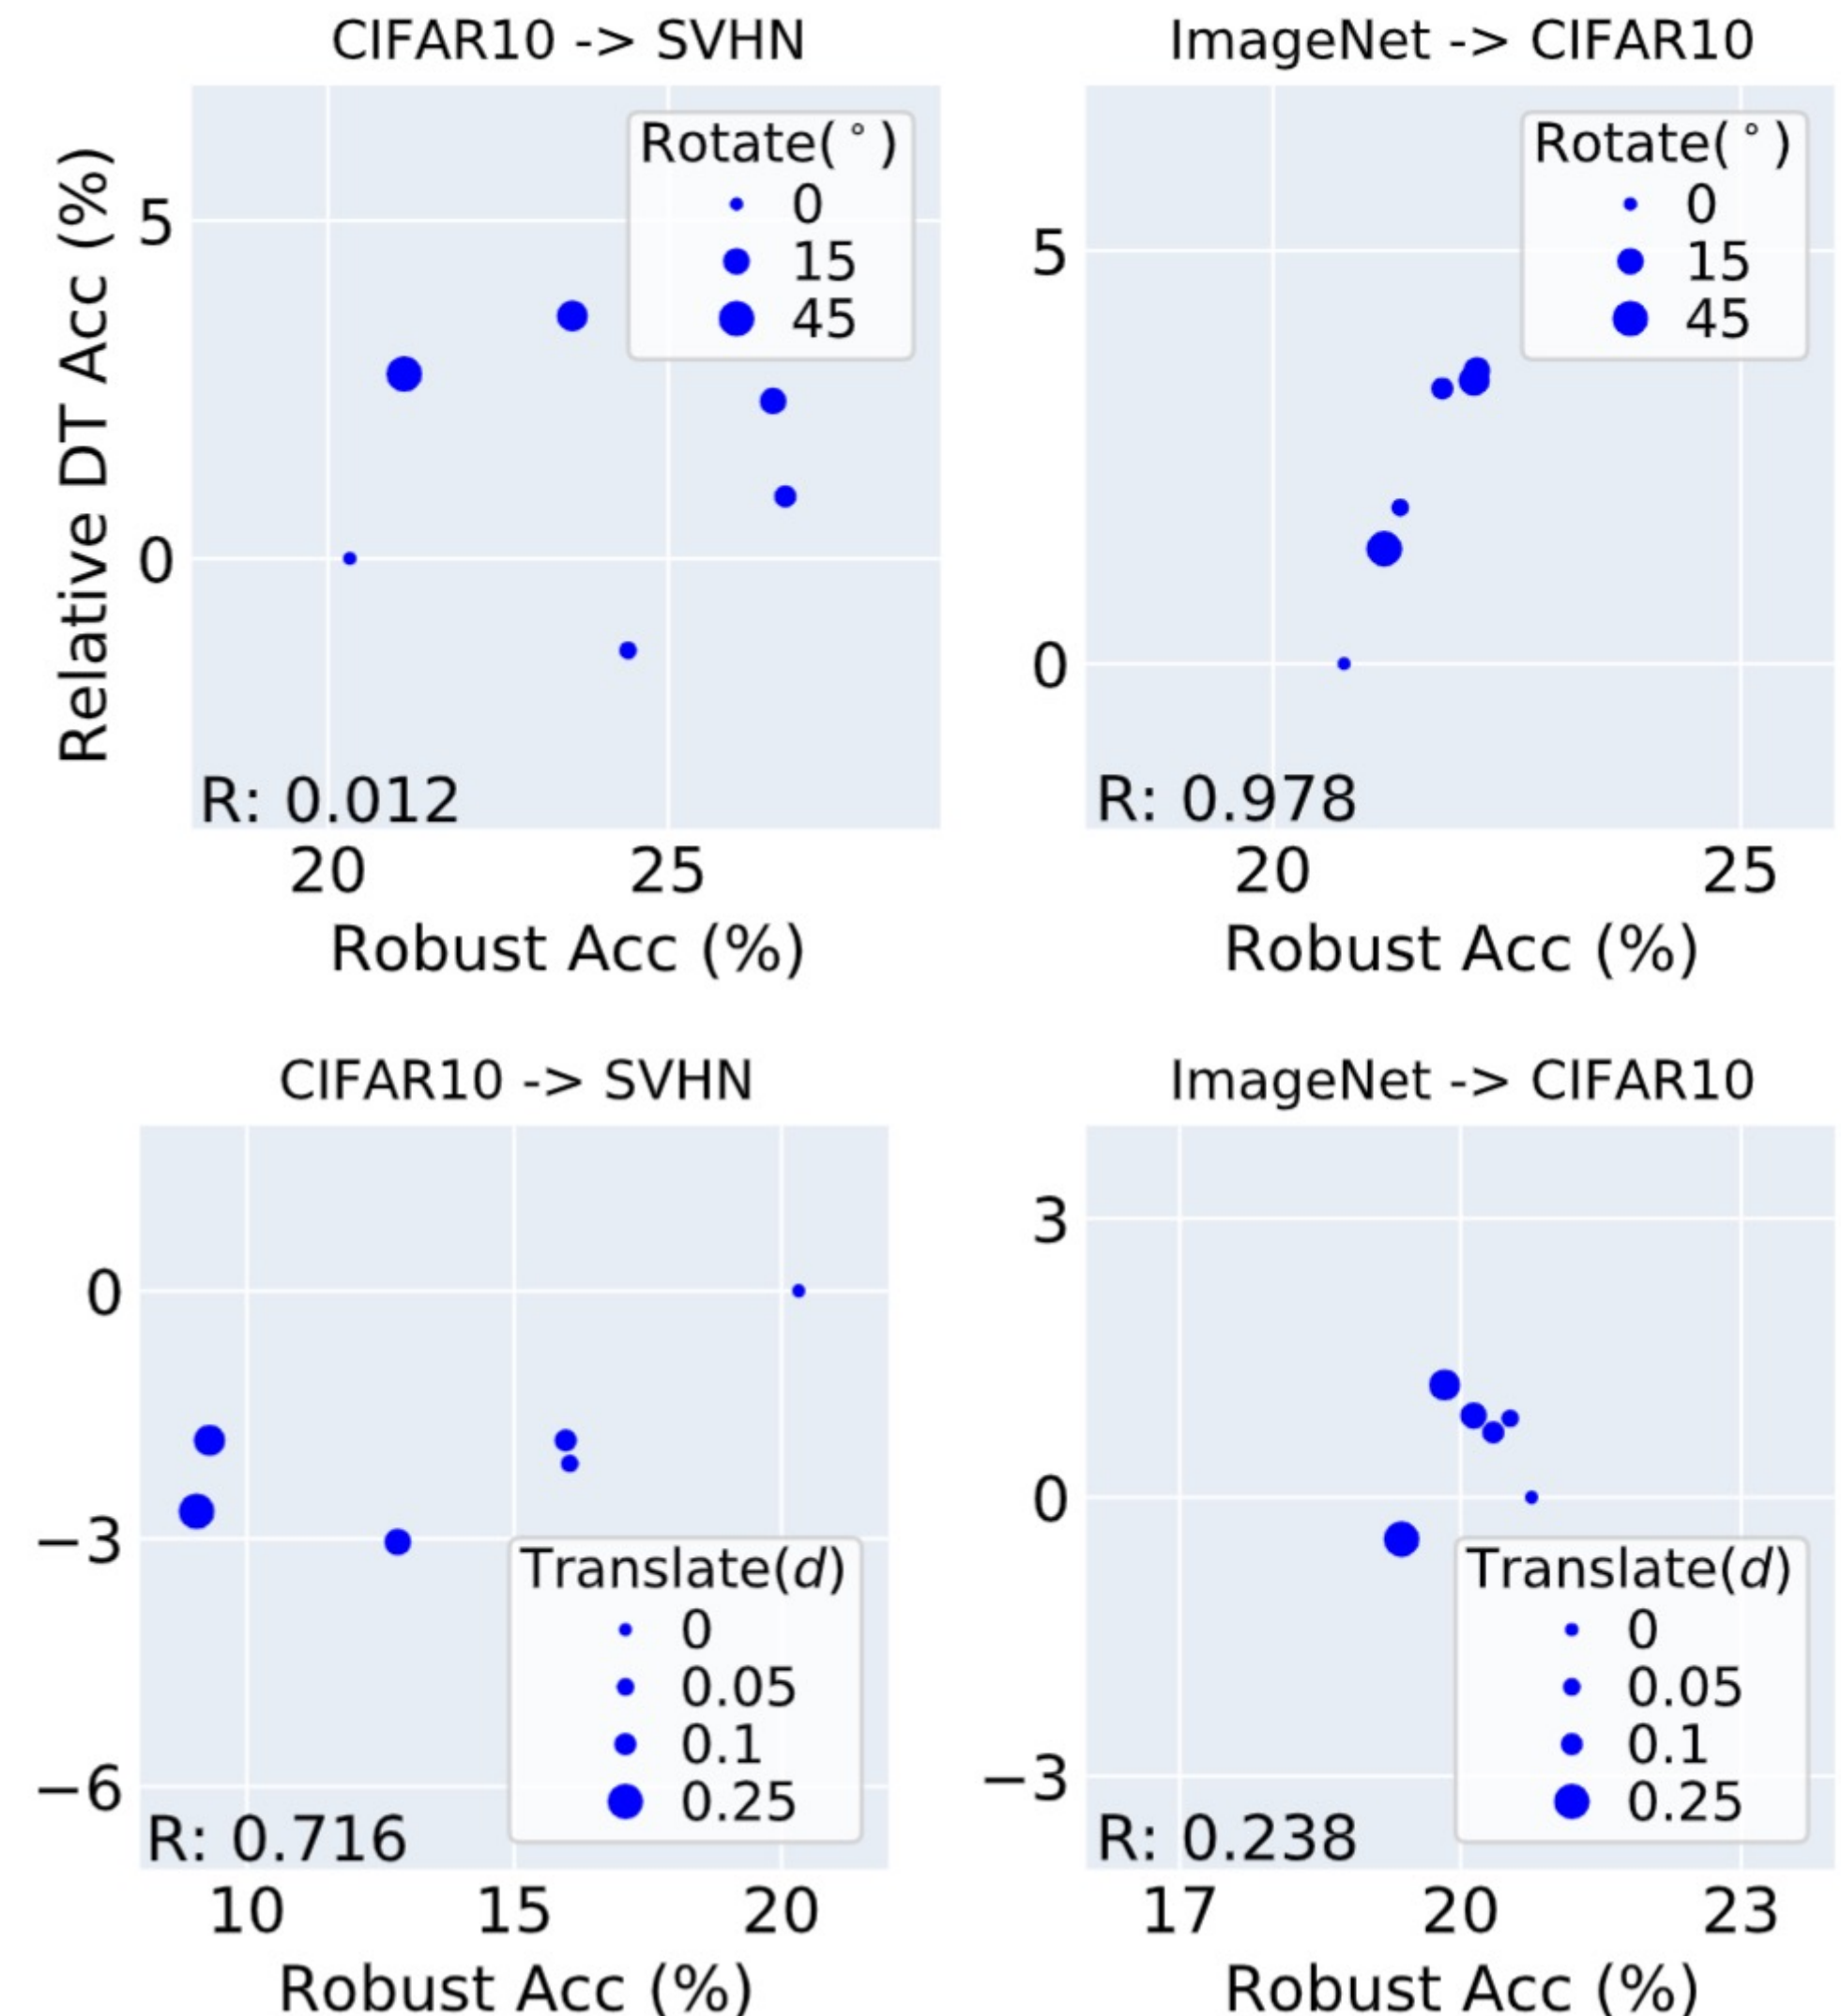 CIFAR10 -> SVHN
Relative DT Acc (%)
5
0
Rotate(°)
0
15
45
R: 0.012
20 25
Robust Acc (%)
ImageNet -> CIFAR10
5
0
Rotate(°)
0
15
45
R: 0.978
20 25
Robust Acc (%)
CIFAR10 -> SVHN
0
−3
−6
Translate(d)
0
0.05
0.1
0.25
R: 0.716
10 15 20
Robust Acc (%)
ImageNet -> CIFAR10
3
0
−3
Translate(d)
0
0.05
0.1
0.25
R: 0.238
17 20 23
Robust Acc (%)